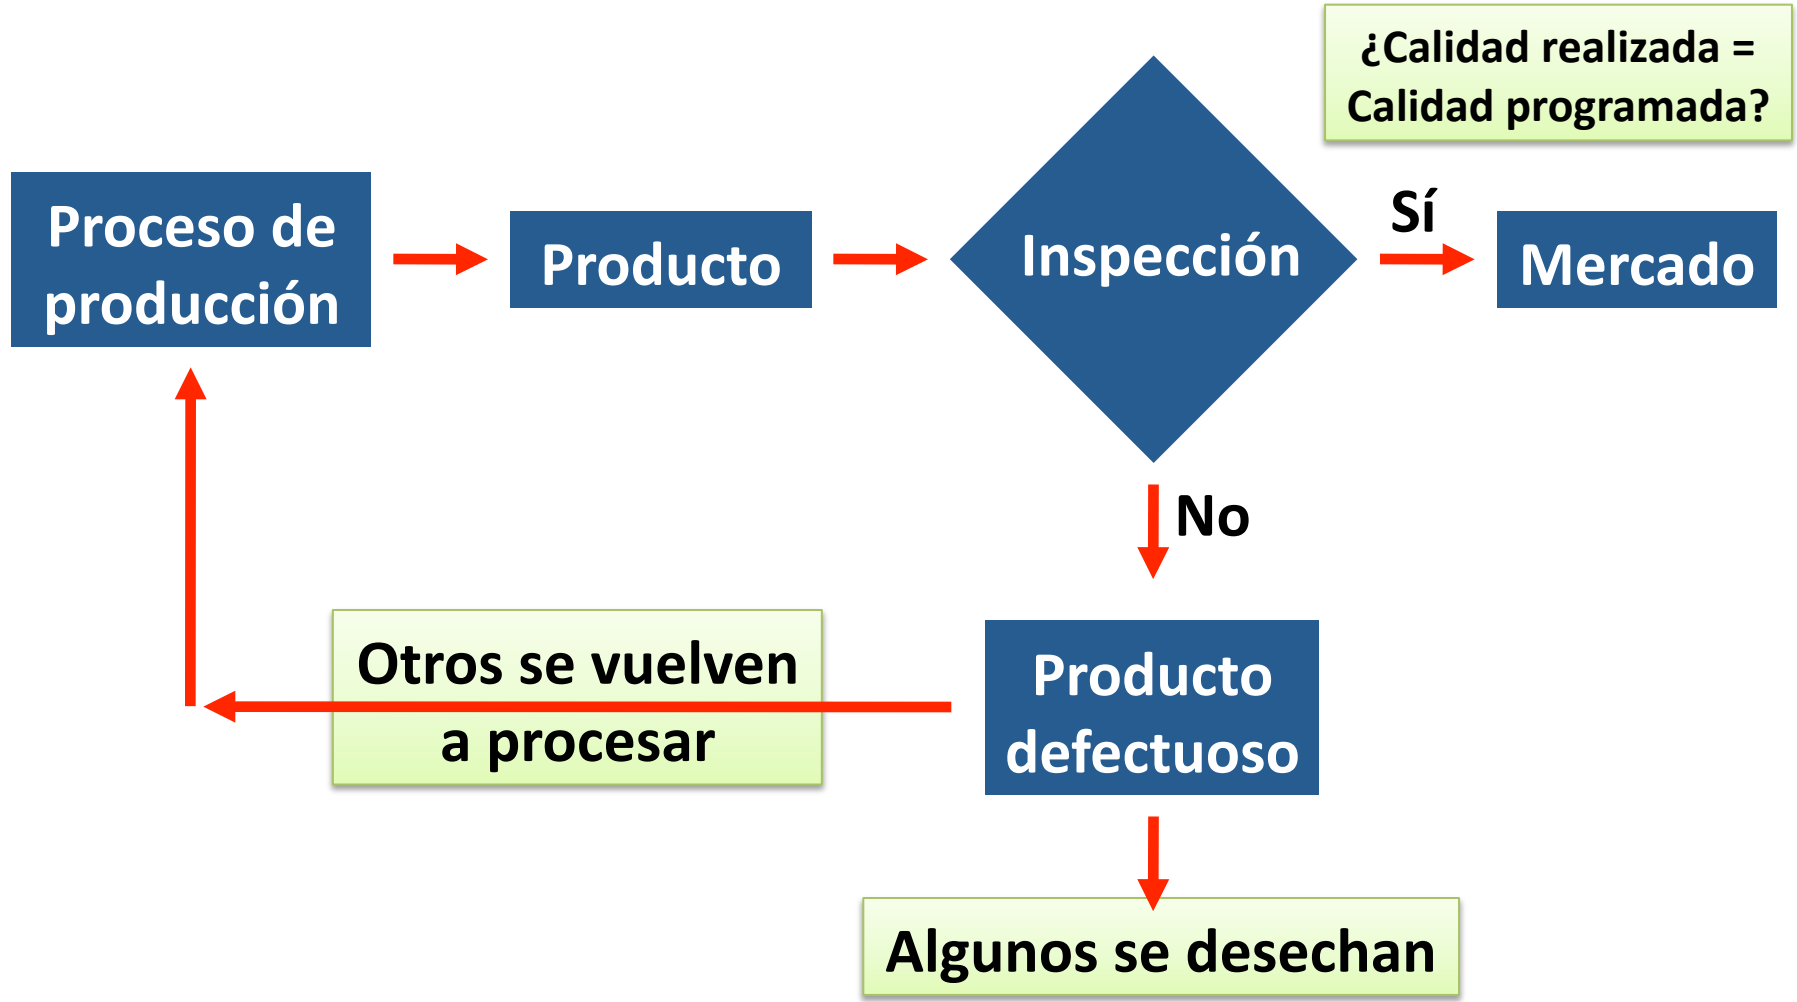 ¿Calidad realizada =
Calidad programada?
Proceso de
producción
Producto
Inspección
Sí
Mercado
No
Otros se vuelven
a procesar
Producto
defectuoso
Algunos se desechan